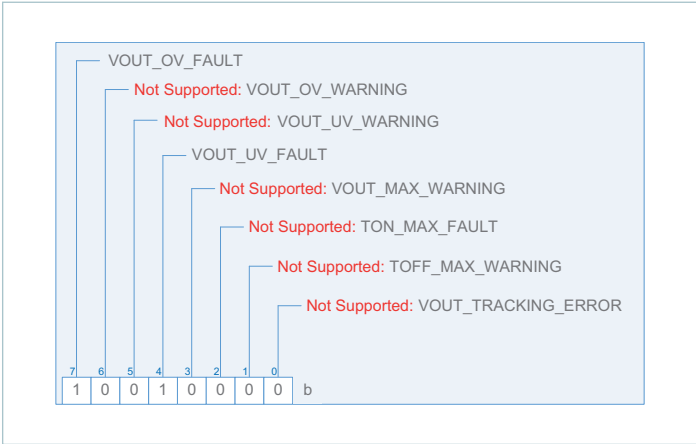 VOUT_OV_FAULT
Not Supported: VOUT_OV_WARNING
Not Supported: VOUT_UV_WARNING
VOUT_UV_FAULT
Not Supported: VOUT_MAX_WARNING
Not Supported: TON_MAX_FAULT
Not Supported: TOFF_MAX_WARNING
Not Supported: VOUT_TRACKING_ERROR
7 6 5 4 3 2 1 0
1 0 0 1 0 0 0 0 b